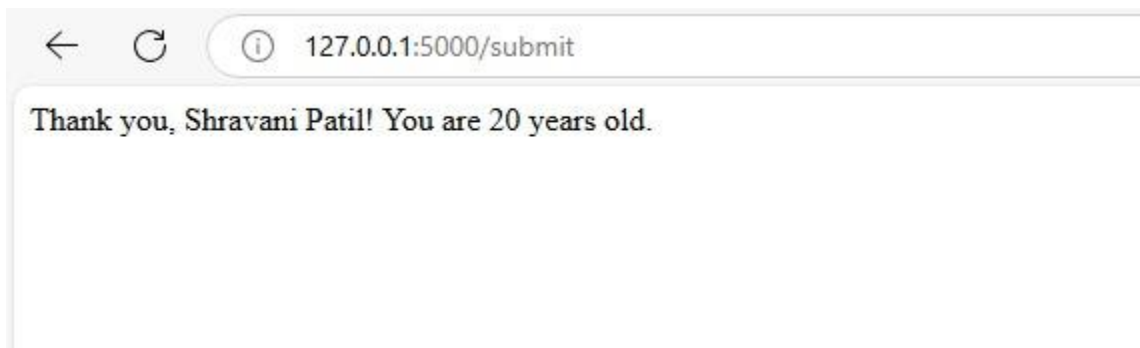 127.0.0.1:5000/submit
Thank you, Shravani Patil! You are 20 years old.